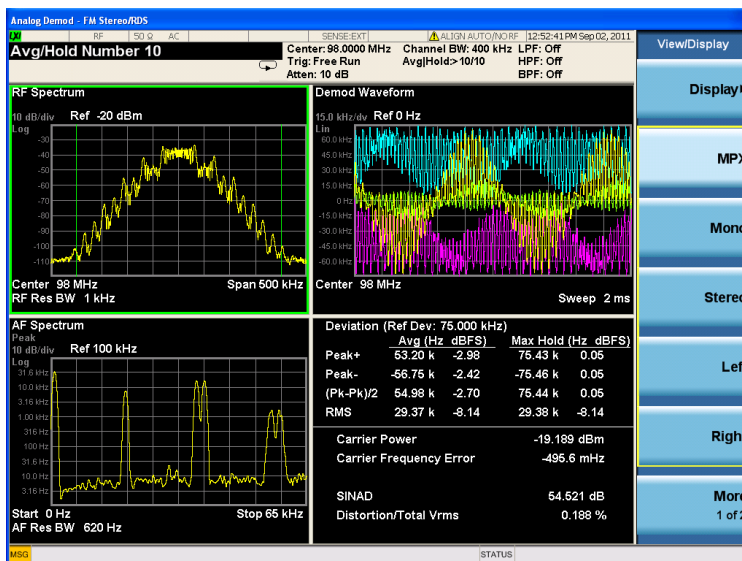 Analog Demod - FM Stereo/RDS
RF 50 Ω AC SENSE:EXT ALIGN AUTO/NO RF 12:52:41 PM Sep 02, 2011
Avg/Hold Number 10
Center: 98.0000 MHz Channel BW: 400 kHz LPF: Off
Trig: Free Run Avg|Hold:> 10/10 HPF: Off
Atten: 10 dB BPF: Off
RF Spectrum
10 dB/div Ref -20 dBm
Log
-30
-40
-50
-60
-70
-80
-90
-100
-110
Center 98 MHz Span 500 kHz
RF Res BW 1 kHz
Demod Waveform
15.0 kHz/dv Ref 0 Hz
Lin
60.0 kHz
45.0 kHz
30.0 kHz
15.0 kHz
0 Hz
-15.0 kHz
-30.0 kHz
-45.0 kHz
-60.0 kHz
Center 98 MHz
Sweep 2 ms
AF Spectrum
Peak
10 dB/div Ref 100 kHz
Log
31.6 kHz
10.0 kHz
1.00 kHz
316 Hz
100 Hz
31.6 Hz
10.0 Hz
3.16 Hz
Start 0 Hz Stop 65 kHz
AF Res BW 620 Hz
Deviation (Ref Dev: 75.000 kHz)
Avg (Hz dBFS) Max Hold (Hz dBFS)
Peak+ 53.20 k -2.98 75.43 k 0.05
Peak- -56.75 k -2.42 -75.46 k 0.05
(Pk-Pk)/2 54.98 k -2.70 75.44 k 0.05
RMS 29.37 k -8.14 29.38 k -8.14
Carrier Power -19.189 dBm
Carrier Frequency Error -495.6 mHz
SINAD 54.521 dB
Distortion/Total Vrms 0.188 %
View/Display
Display
MPX
Mono
Stereo
Lef
Righ
More
1 of 2
MSG STATUS